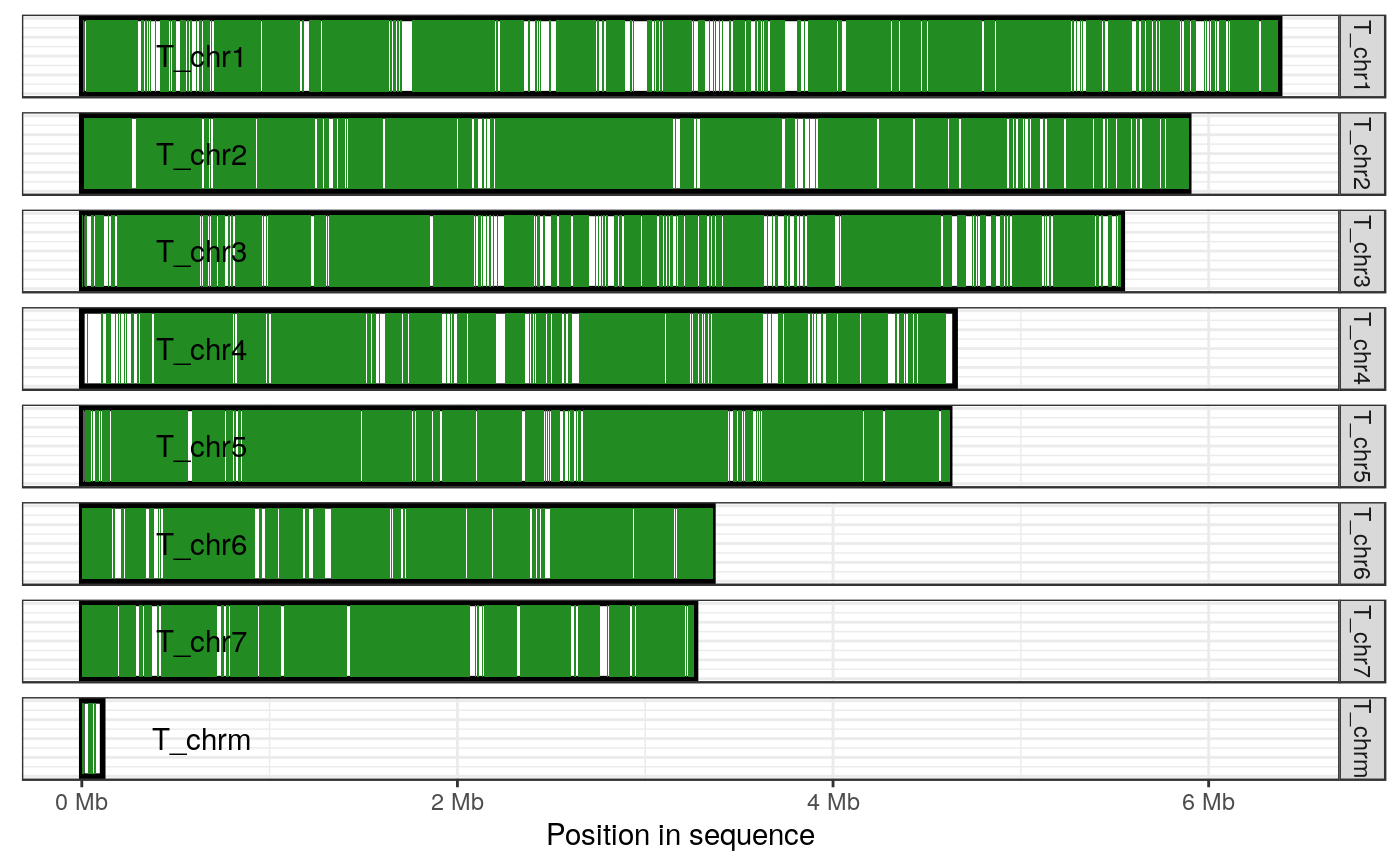 T_chr1 T_chr1
T_chr2 T_chr2
T_chr3 T_chr3
T_chr4 T_chr4
T_chr5 T_chr5
T_chr6 T_chr6
T_chr7 T_chr7
T_chrm T_chrm
0 Mb 2 Mb 4 Mb 6 Mb
Position in sequence